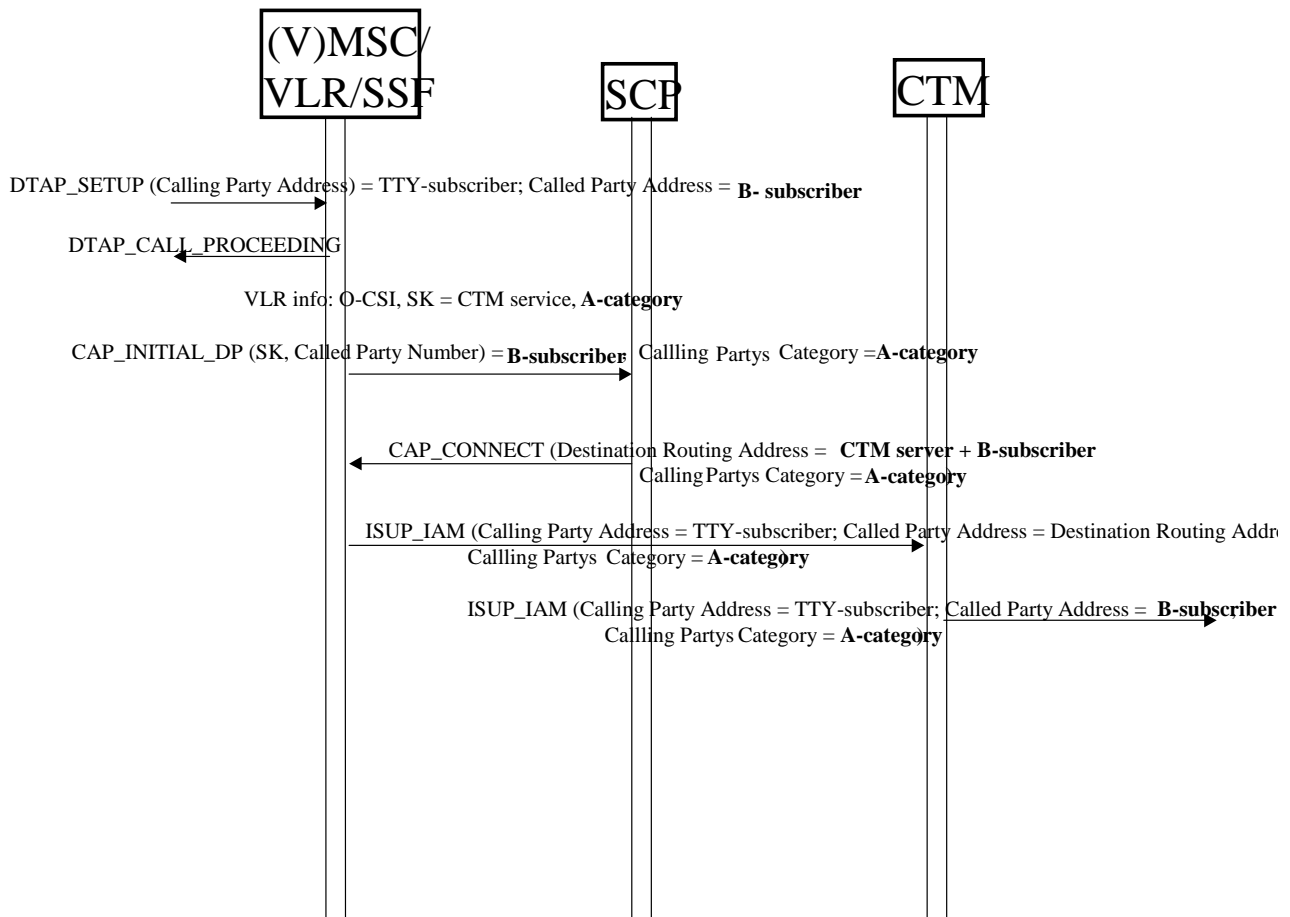 (V)MSC/
VLR/SSF
SCP
CTM
DTAP_SETUP (Calling Party Address) = TTY-subscriber; Called Party Address = B- subscriber
DTAP_CALL_PROCEEDING
VLR info: O-CSI, SK = CTM service, A-category
CAP_INITIAL_DP (SK, Called Party Number) = B-subscriber, Callling Partys Category =A-category
CAP_CONNECT (Destination Routing Address = CTM server + B-subscriber
Calling Partys Category = A-category)
ISUP_IAM (Calling Party Address = TTY-subscriber; Called Party Address = Destination Routing Addre
Callling Partys Category = A-category)
ISUP_IAM (Calling Party Address = TTY-subscriber; Called Party Address = B-subscriber;
Callling Partys Category = A-category)